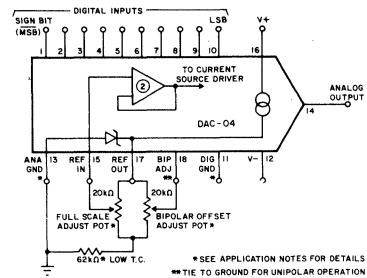 DIGITAL INPUTS
SIGN BIT
(MSB)
LSB
V+
1 2 3 4 5 6 7 8 9 10 16
TO CURRENT
SOURCE DRIVER
2
DAC-04
ANALOG
OUTPUT
14
ANA GND 13
REF IN 15
REF OUT 17
BIP ADJ 18
DIG GND 11
V- 12
* ** *
20kΩ 20kΩ
FULL SCALE
ADJUST POT*
BIPOLAR OFFSET
ADJUST POT*
62kΩ* LOW T.C.
* SEE APPLICATION NOTES FOR DETAILS
** TIE TO GROUND FOR UNIPOLAR OPERATION